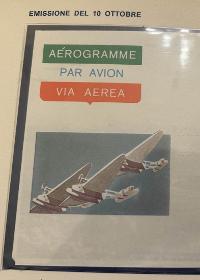 EMISSIONE DEL 10 OTTOBRE
AÉROGRAMME
PAR AVION
VIA AEREA